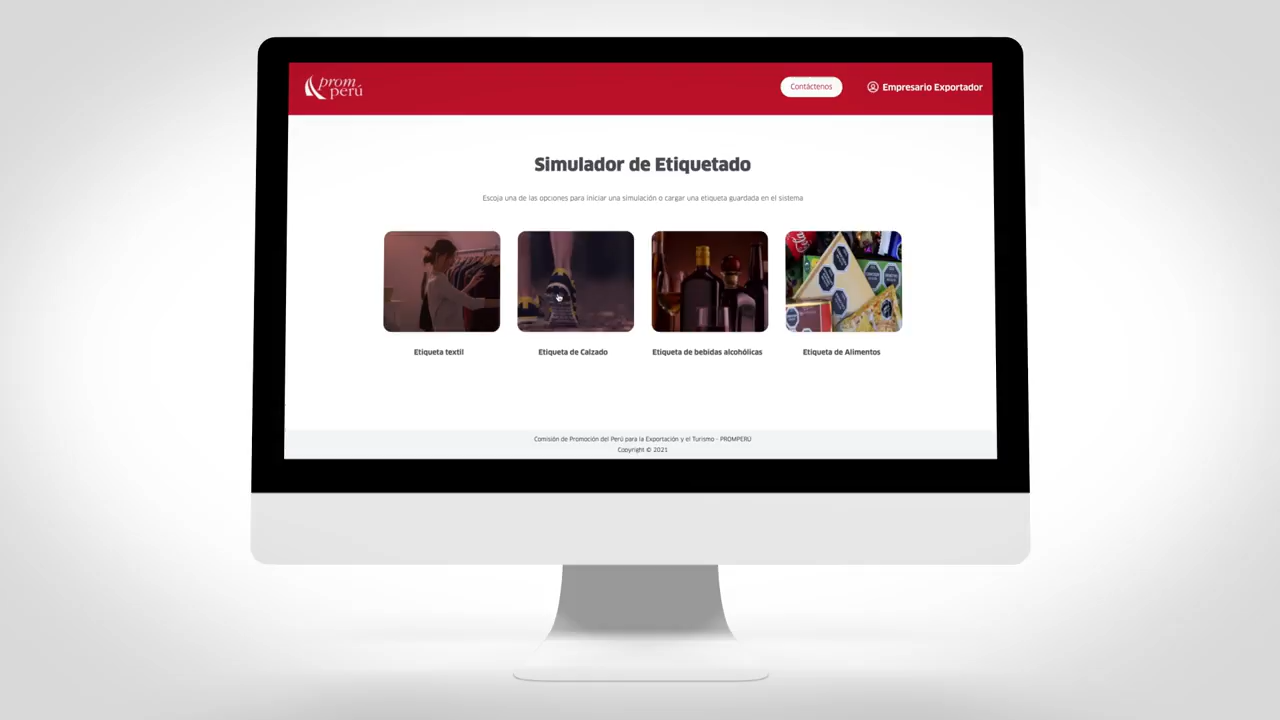 prom
perú
Contáctenos
Empresario Exportador
Simulador de Etiquetado
Escoja una de las opciones para iniciar una simulación o cargar una etiqueta guardada en el sistema
Etiqueta textil
Etiqueta de Calzado
Etiqueta de bebidas alcohólicas
Etiqueta de Alimentos
Comisión de Promoción del Perú para la Exportación y el Turismo - PROMPERÚ
Copyright © 2021